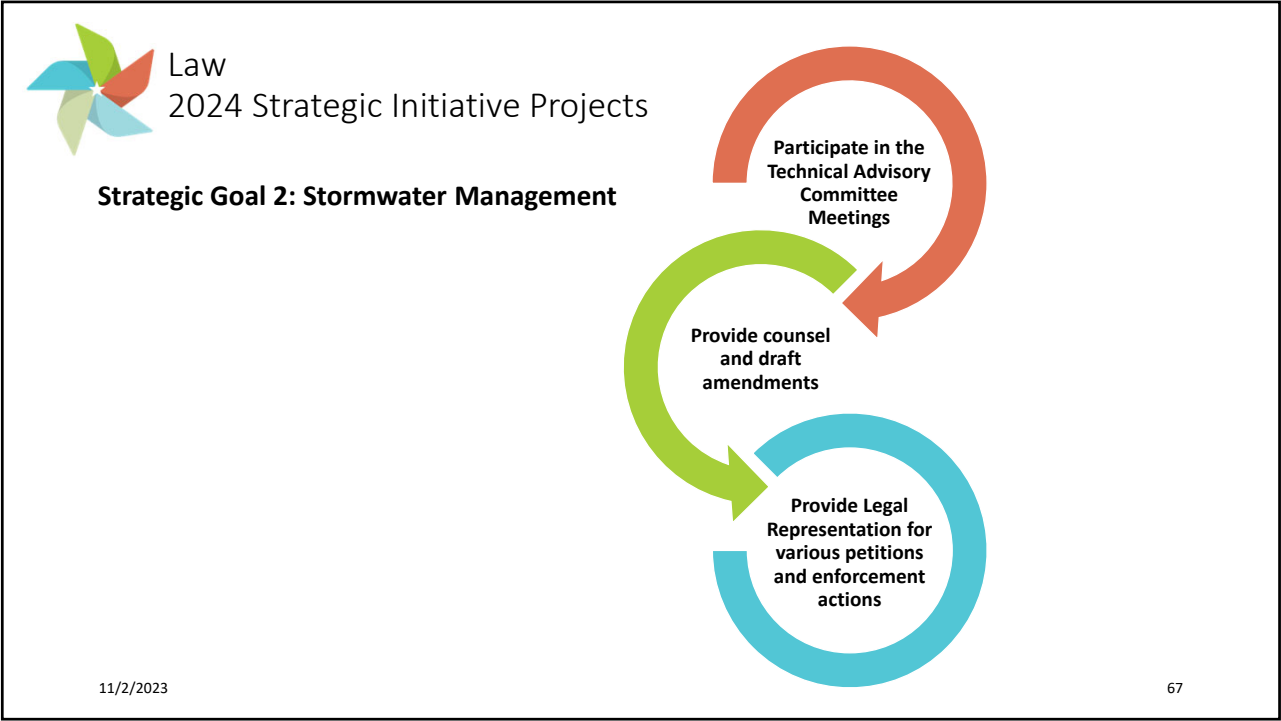 Law
2024 Strategic Initiative Projects
Strategic Goal 2: Stormwater Management
Participate in the
Technical Advisory
Committee
Meetings
Provide counsel
and draft
amendments
Provide Legal
Representation for
various petitions
and enforcement
actions
11/2/2023
67